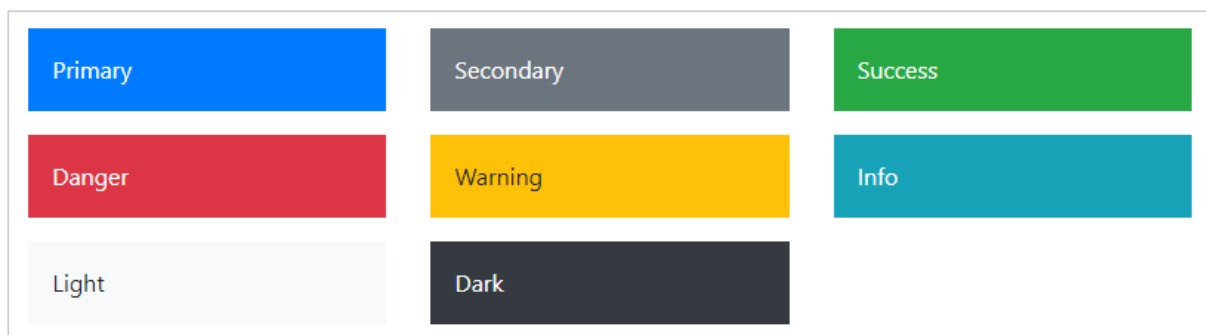 Primary
Secondary
Success
Danger
Warning
Info
Light
Dark